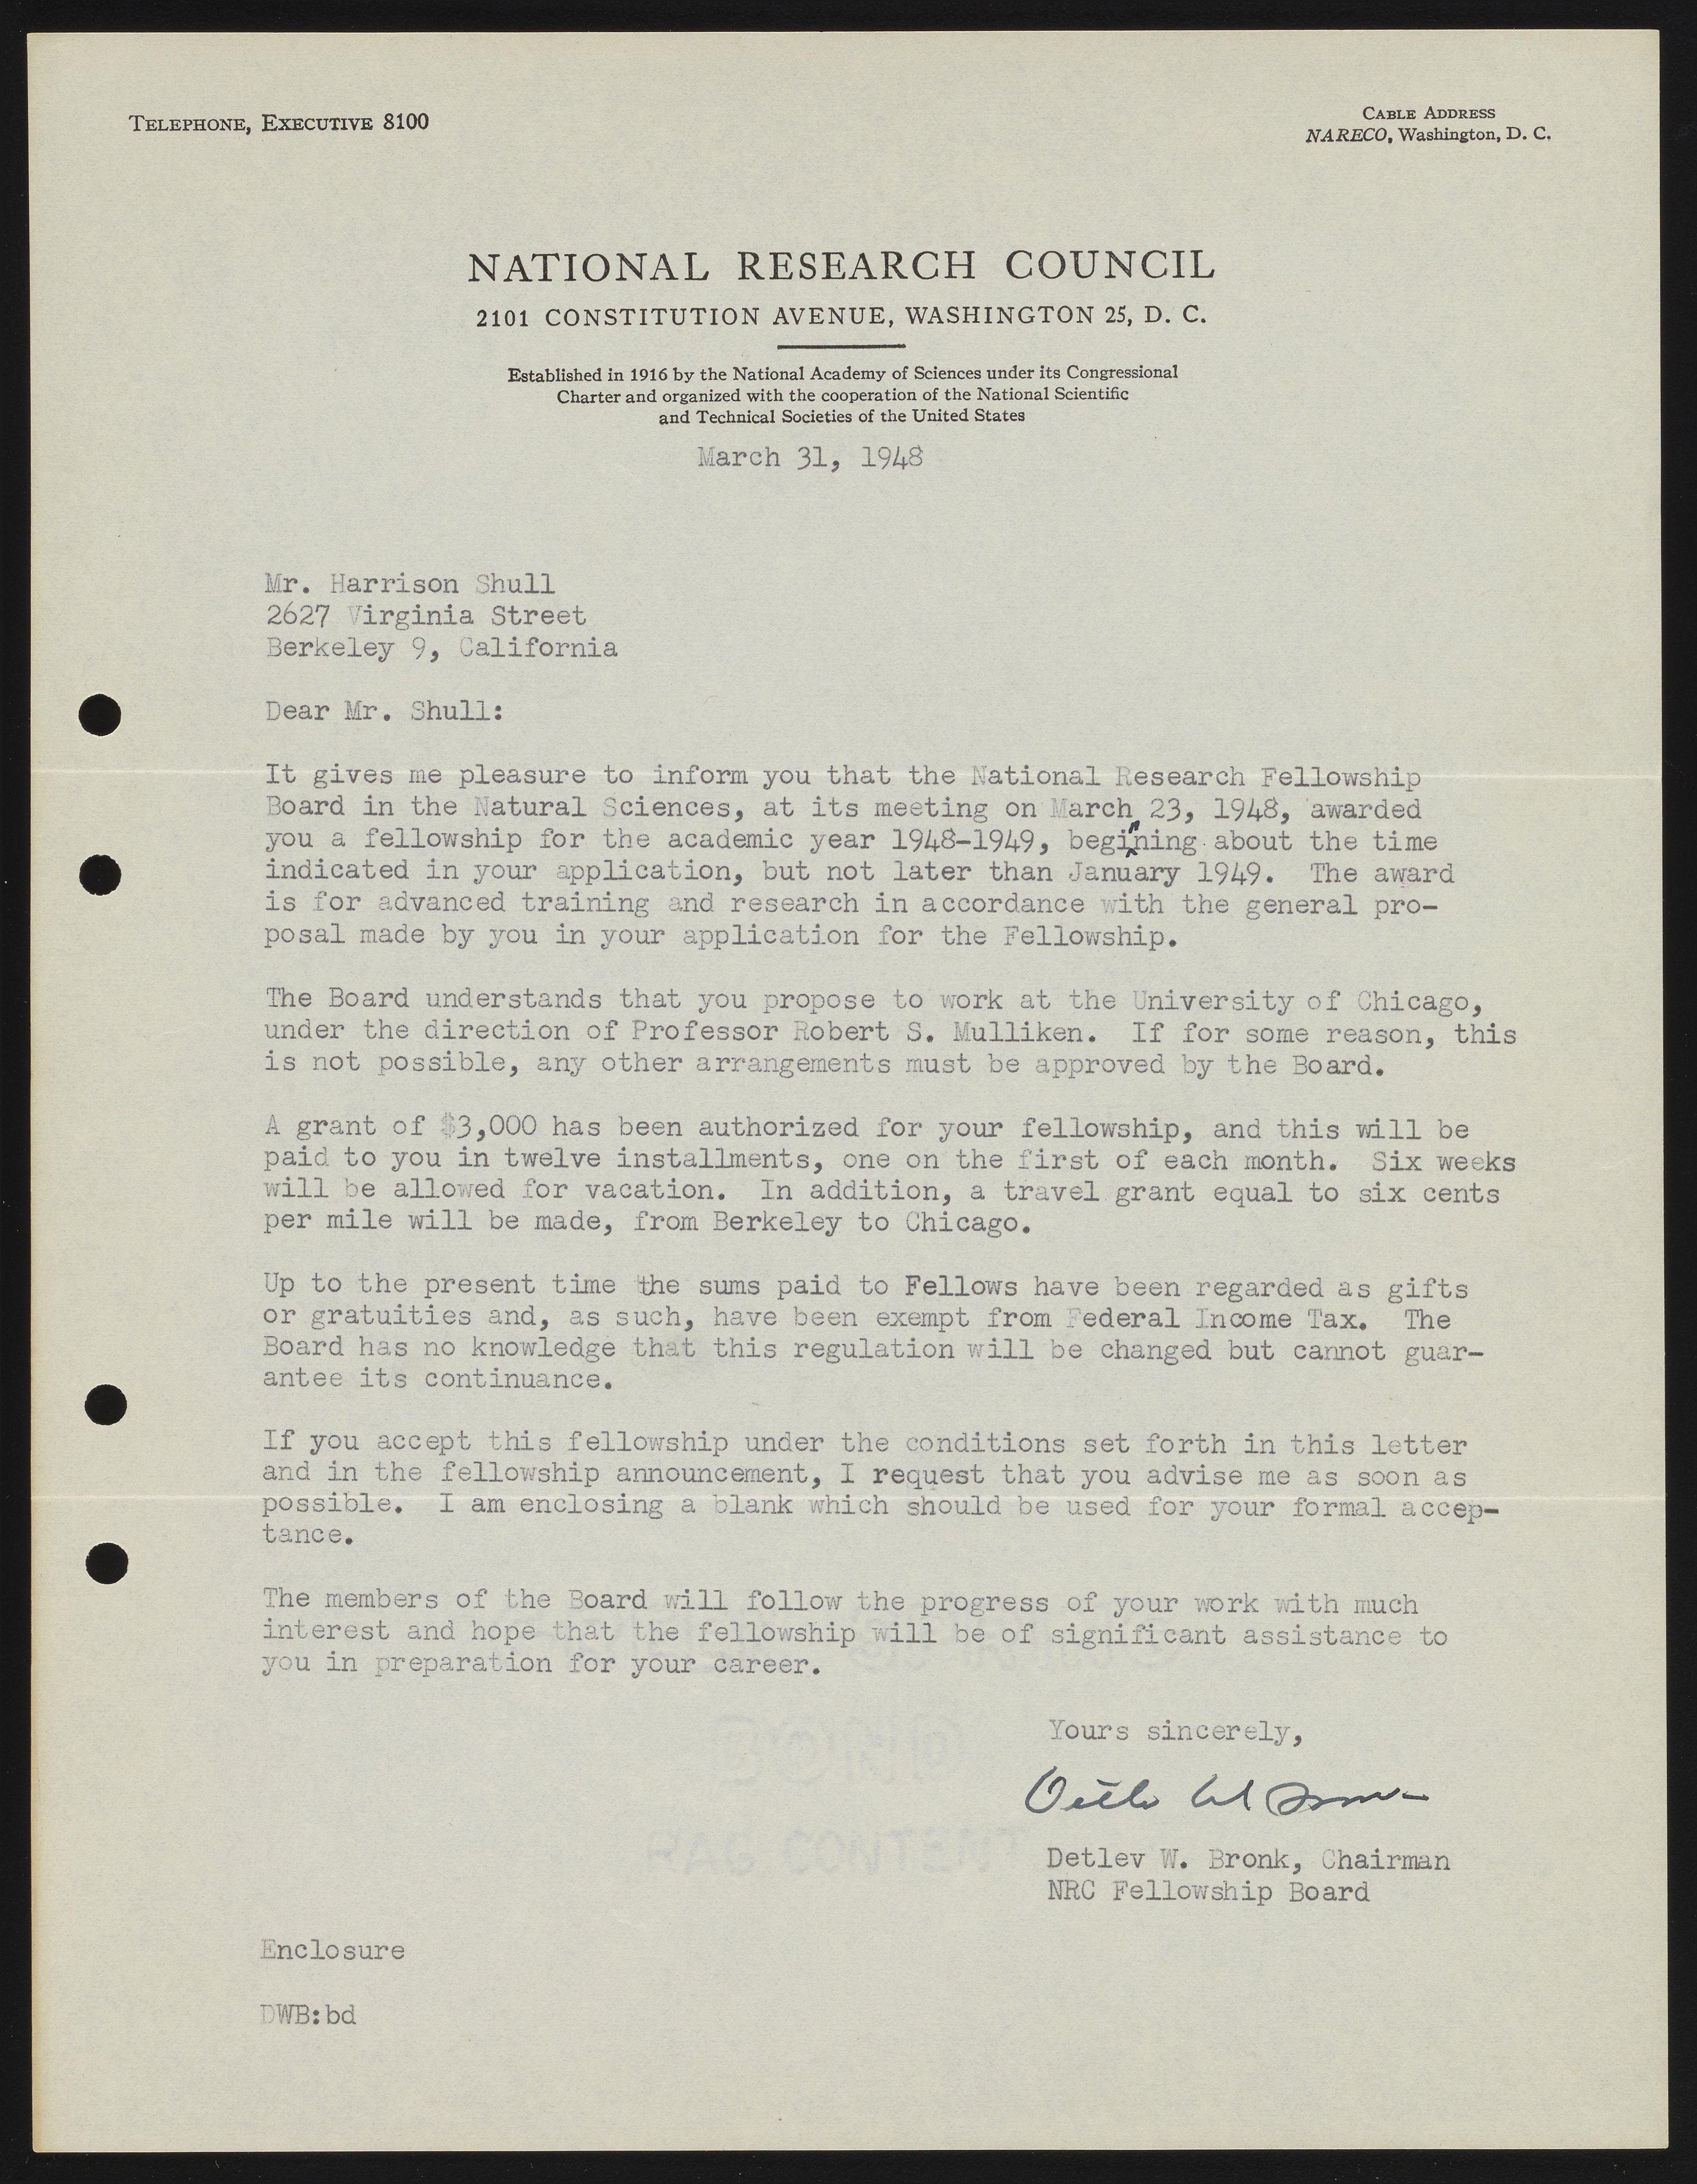 TELEPHONE, EXECUTIVE 8100
CABLE ADDRESS
NARECO, Washington, D. C.
NATIONAL RESEARCH COUNCIL
2101 CONSTITUTION AVENUE, WASHINGTON 25, D. C.
Established in 1916 by the National Academy of Sciences under its Congressional
Charter and organized with the cooperation of the National Scientific
and Technical Societies of the United States
March 31, 1948
Mr. Harrison Shull
2627 Virginia Street
Berkeley 9, California
Dear Mr. Shull:
It gives me pleasure to inform you that the National Research Fellowship
Board in the Natural Sciences, at its meeting on March 23, 1948, awarded
you a fellowship for the academic year 1948-1949, beginning about the time
indicated in your application, but not later than January 1949. The award
is for advanced training and research in accordance with the general pro-
posal made by you in your application for the Fellowship.
The Board understands that you propose to work at the University of Chicago,
under the direction of Professor Robert S. Mulliken. If for some reason, this
is not possible, any other arrangements must be approved by the Board.
A grant of $3,000 has been authorized for your fellowship, and this will be
paid to you in twelve installments, one on the first of each month. Six weeks
will be allowed for vacation. In addition, a travel grant equal to six cents
per mile will be made, from Berkeley to Chicago.
Up to the present time the sums paid to Fellows have been regarded as gifts
or gratuities and, as such, have been exempt from Federal Income Tax. The
Board has no knowledge that this regulation will be changed but cannot guar-
antee its continuance.
If you accept this fellowship under the conditions set forth in this letter
and in the fellowship announcement, I request that you advise me as soon as
possible. I am enclosing a blank which should be used for your formal accep-
tance.
The members of the Board will follow the progress of your work with much
interest and hope that the fellowship will be of significant assistance to
you in preparation for your career.
Yours sincerely,
Detlev W. Bronk
Detlev W. Bronk, Chairman
NRC Fellowship Board
Enclosure
DWB:bd